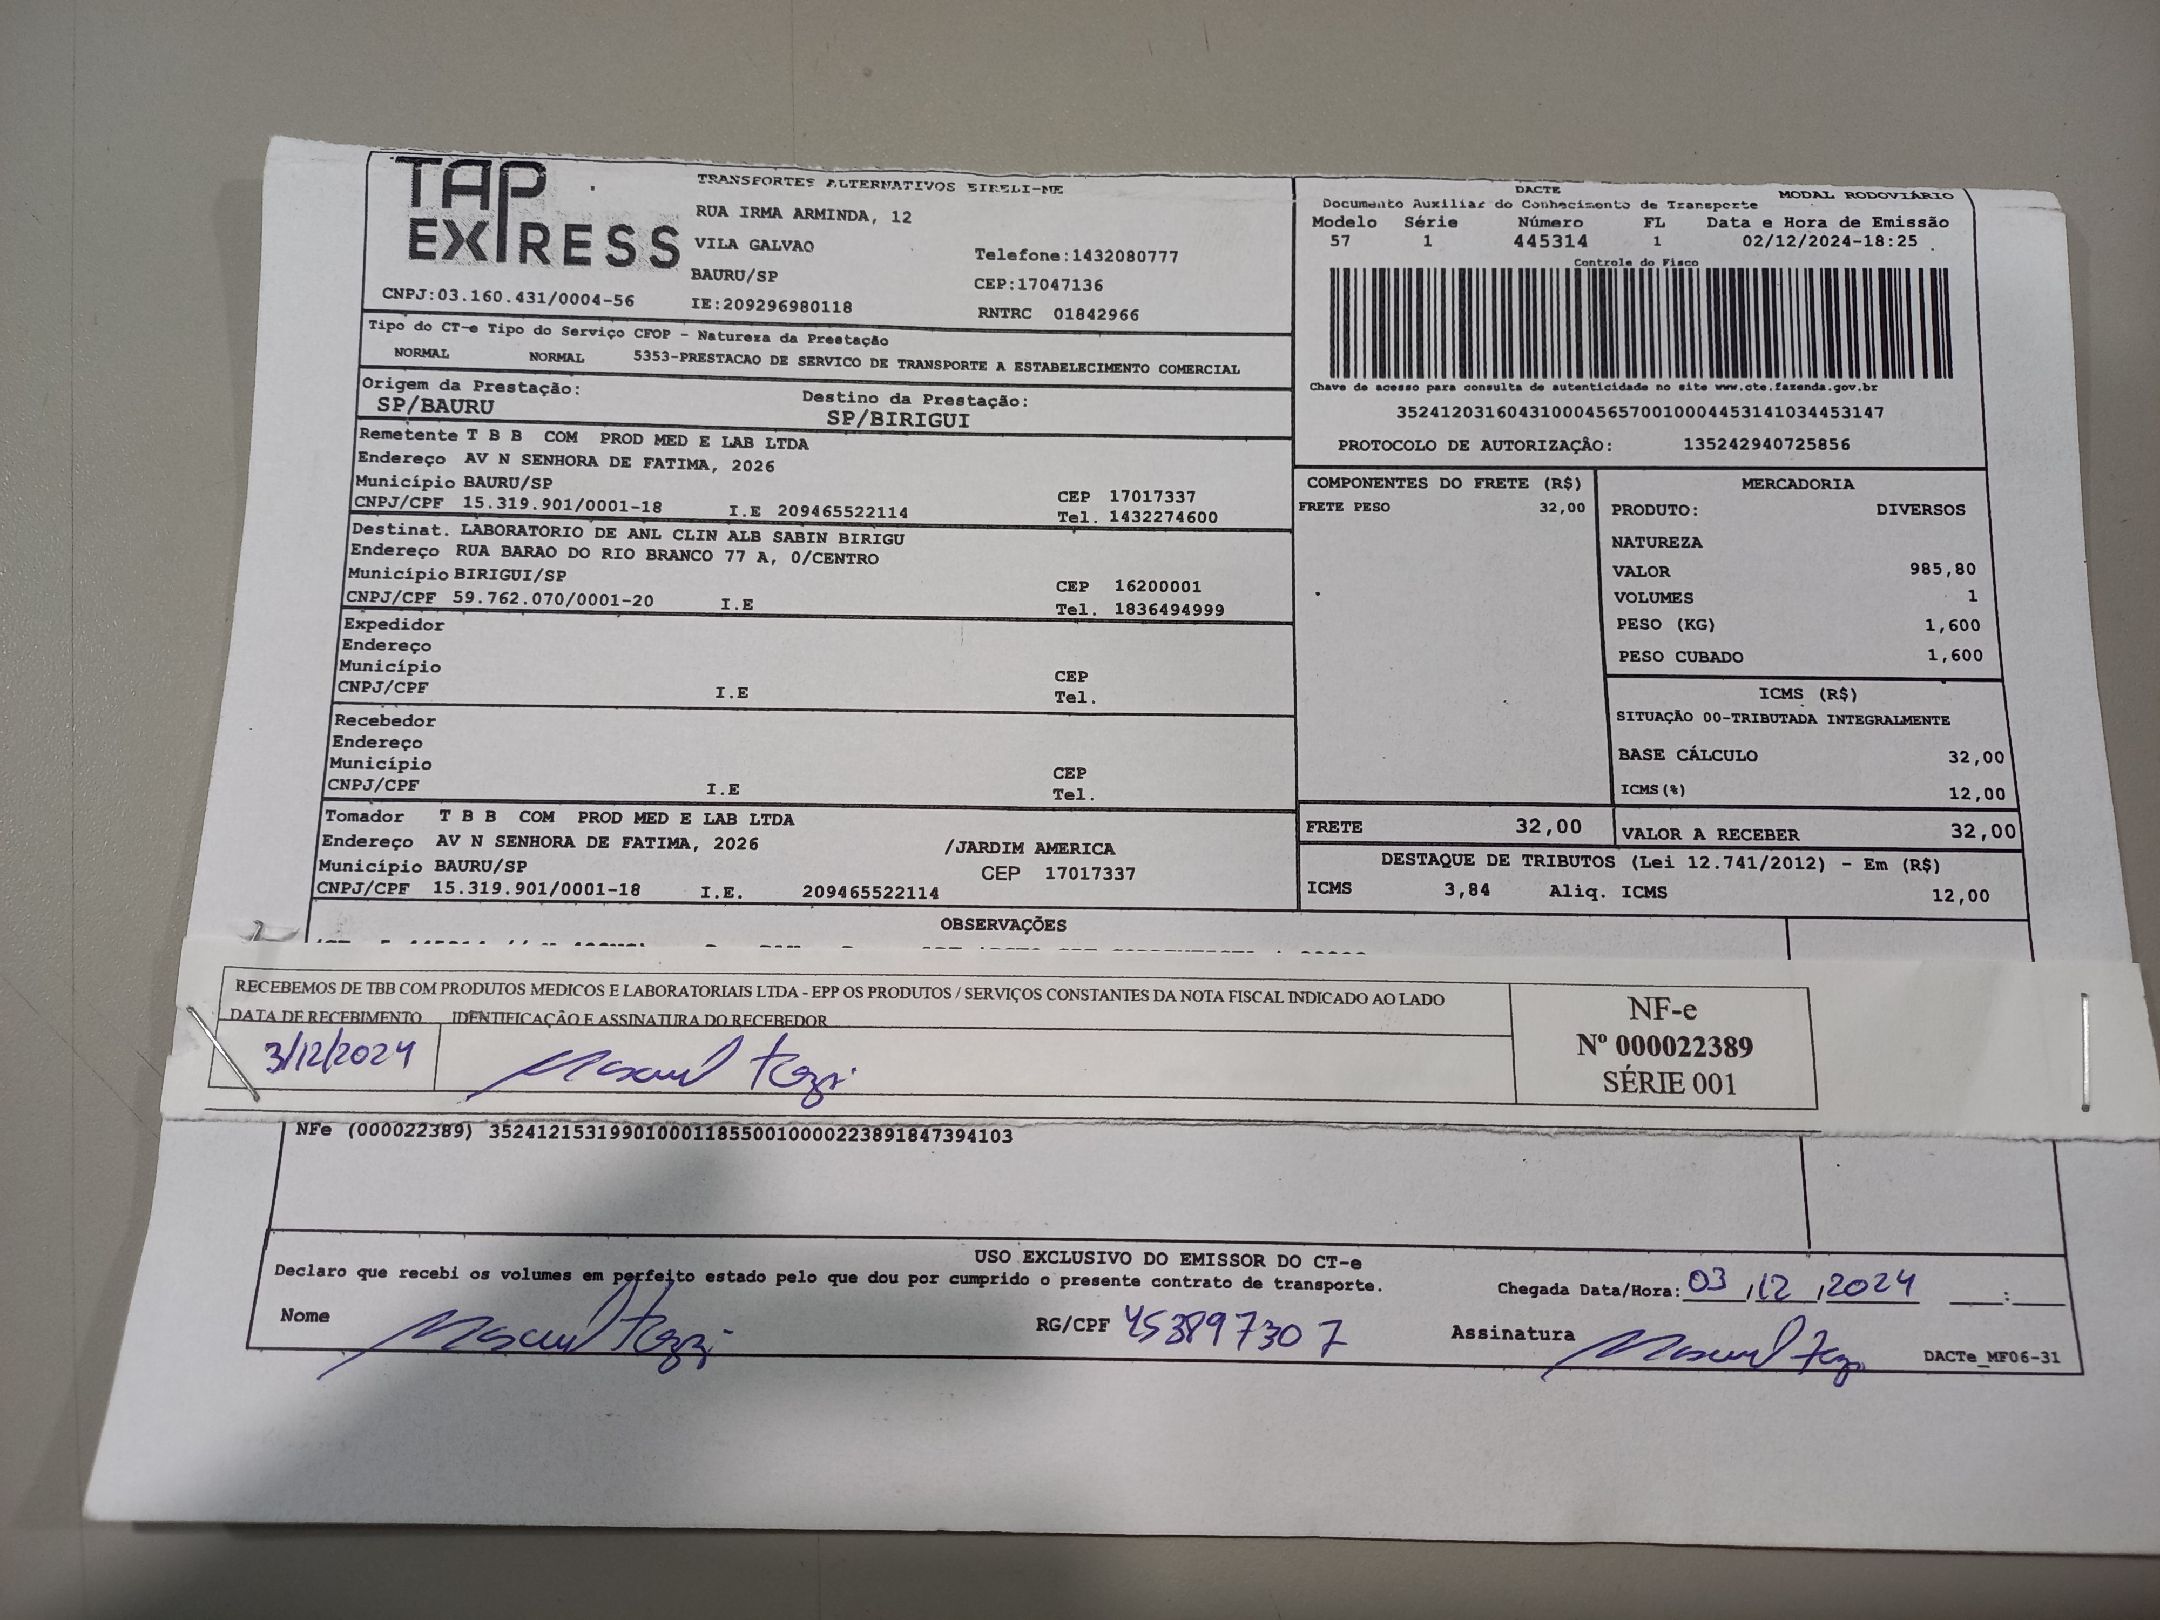 TAP
EXPRESS
TRANSPORTES ALTERNATIVOS EIRELI-ME
RUA IRMA ARMINDA, 12
VILA GALVAO
Telefone:1432080777
BAURU/SP
CEP:17047136
CNPJ:03.160.431/0004-56
IE:209296980118
RNTRC 01842966
DACTE
MODAL RODOVIÁRIO
Documento Auxiliar do Conhecimento de Transporte
Modelo Série Número FL Data e Hora de Emissão
57 1 445314 1 02/12/2024-18:25
Controle do Fisco
Chave de acesso para consulta de autenticidade no site www.cte.fazenda.gov.br
35241203160431000456570010004453141034453147
PROTOCOLO DE AUTORIZAÇÃO: 135242940725856
Tipo do CT-e Tipo do Serviço CFOP - Natureza da Prestação
NORMAL NORMAL 5353-PRESTACAO DE SERVICO DE TRANSPORTE A ESTABELECIMENTO COMERCIAL
Origem da Prestação: Destino da Prestação:
SP/BAURU SP/BIRIGUI
Remetente T B B COM PROD MED E LAB LTDA
Endereço AV N SENHORA DE FATIMA, 2026
Município BAURU/SP CEP 17017337
CNPJ/CPF 15.319.901/0001-18 I.E 209465522114 Tel. 1432274600
Destinat. LABORATORIO DE ANL CLIN ALB SABIN BIRIGU
Endereço RUA BARAO DO RIO BRANCO 77 A, 0/CENTRO
Município BIRIGUI/SP CEP 16200001
CNPJ/CPF 59.762.070/0001-20 I.E Tel. 1836494999
Expedidor
Endereço
Município CEP
CNPJ/CPF I.E Tel.
Recebedor
Endereço
Município CEP
CNPJ/CPF I.E Tel.
Tomador T B B COM PROD MED E LAB LTDA
Endereço AV N SENHORA DE FATIMA, 2026 /JARDIM AMERICA
Município BAURU/SP CEP 17017337
CNPJ/CPF 15.319.901/0001-18 I.E. 209465522114
COMPONENTES DO FRETE (R$)
FRETE PESO 32,00
MERCADORIA
PRODUTO: DIVERSOS
NATUREZA
VALOR 985,80
VOLUMES 1
PESO (KG) 1,600
PESO CUBADO 1,600
ICMS (R$)
SITUAÇÃO 00-TRIBUTADA INTEGRALMENTE
BASE CÁLCULO 32,00
ICMS(%) 12,00
FRETE 32,00 VALOR A RECEBER 32,00
DESTAQUE DE TRIBUTOS (Lei 12.741/2012) - Em (R$)
ICMS 3,84 Aliq. ICMS 12,00
OBSERVAÇÕES
RECEBEMOS DE TBB COM PRODUTOS MEDICOS E LABORATORIAIS LTDA - EPP OS PRODUTOS / SERVIÇOS CONSTANTES DA NOTA FISCAL INDICADO AO LADO
DATA DE RECEBIMENTO IDENTIFICAÇÃO E ASSINATURA DO RECEBEDOR
3/12/2024
NF-e
Nº 000022389
SÉRIE 001
NFe (000022389) 35241215319901000118550010000223891847394103
USO EXCLUSIVO DO EMISSOR DO CT-e
Declaro que recebi os volumes em perfeito estado pelo que dou por cumprido o presente contrato de transporte.
Chegada Data/Hora: 03/12/2024 __:__
Nome RG/CPF 453897307 Assinatura
DACTe_MF06-31